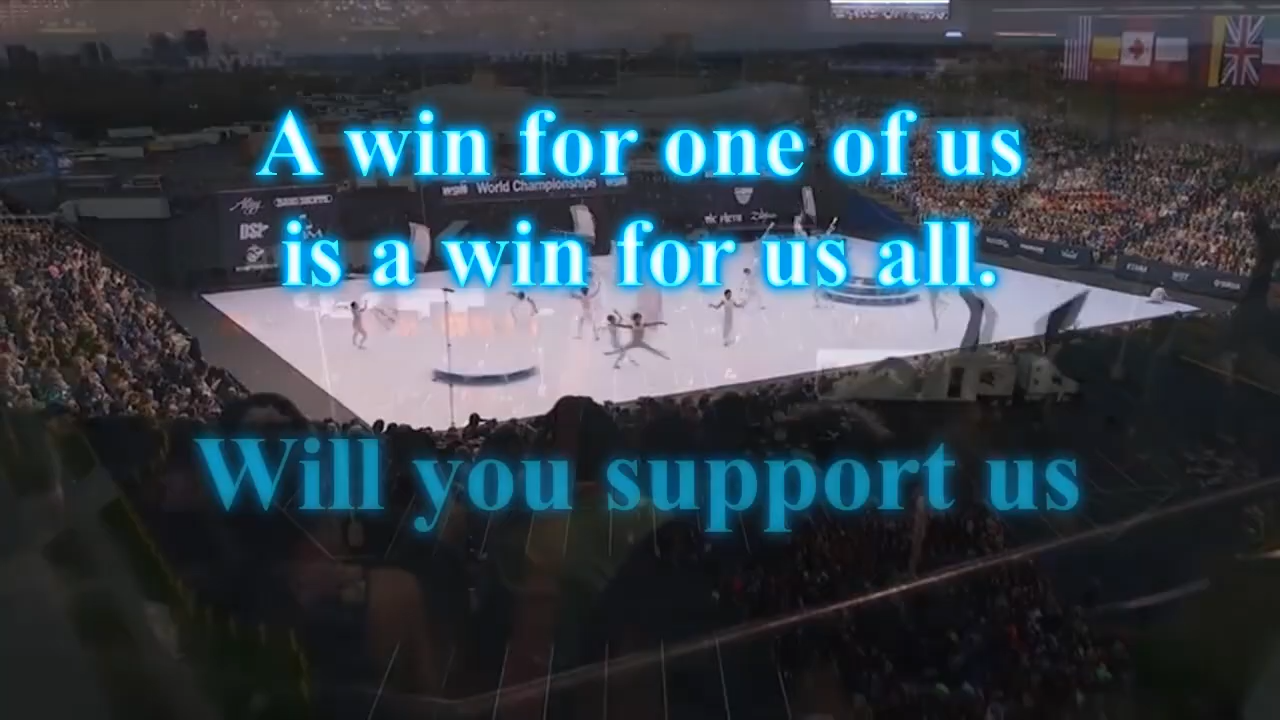 A win for one of us
World Championships
is a win for us all.
Will you support us